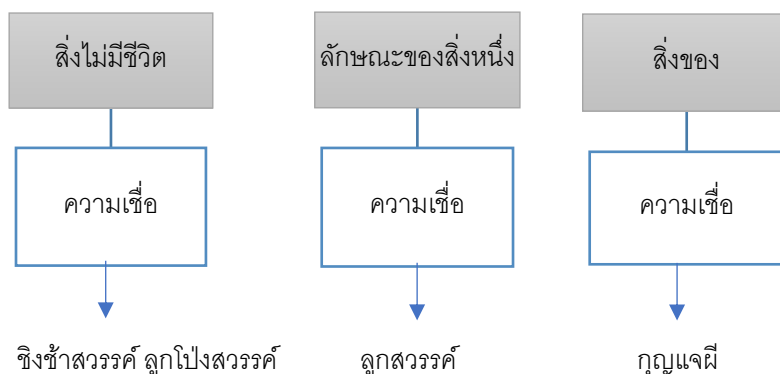 สิ่งไม่มีชีวิต
ลักษณะของสิ่งหนึ่ง
สิ่งของ
ความเชื่อ
ความเชื่อ
ความเชื่อ
ชิงช้าสวรรค์ ลูกโป่งสวรรค์
ลูกสวรรค์
กุญแจผี